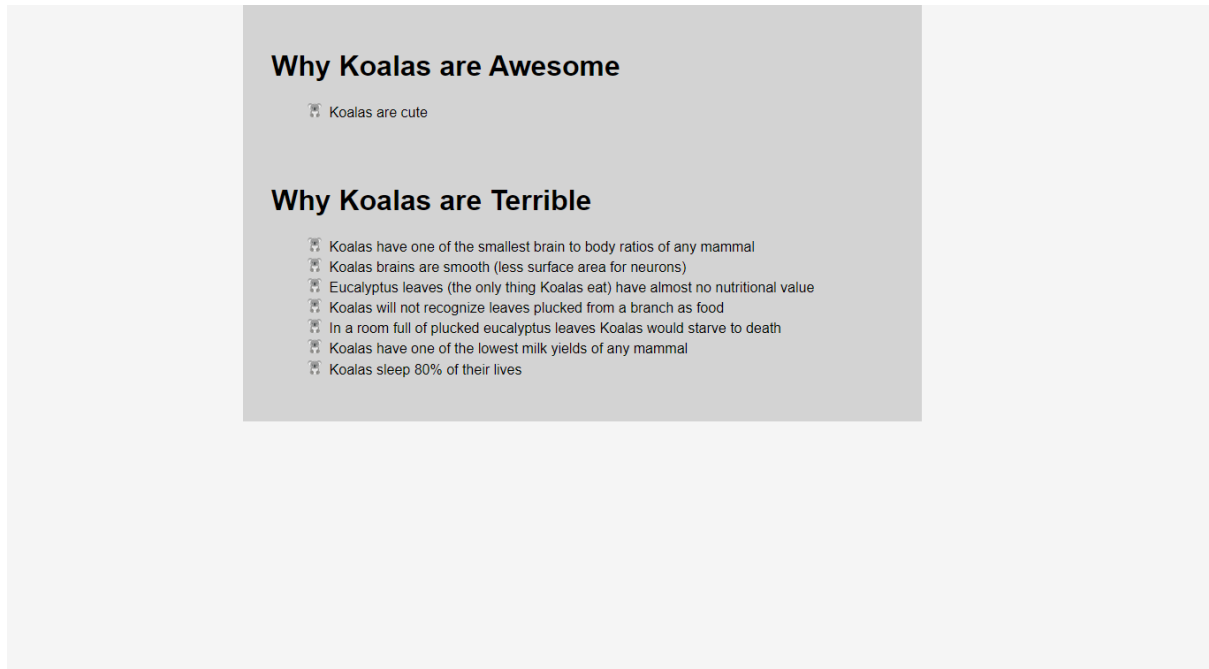 Why Koalas are Awesome
Koalas are cute
Why Koalas are Terrible
Koalas have one of the smallest brain to body ratios of any mammal
Koalas brains are smooth (less surface area for neurons)
Eucalyptus leaves (the only thing Koalas eat) have almost no nutritional value
Koalas will not recognize leaves plucked from a branch as food
In a room full of plucked eucalyptus leaves Koalas would starve to death
Koalas have one of the lowest milk yields of any mammal
Koalas sleep 80% of their lives